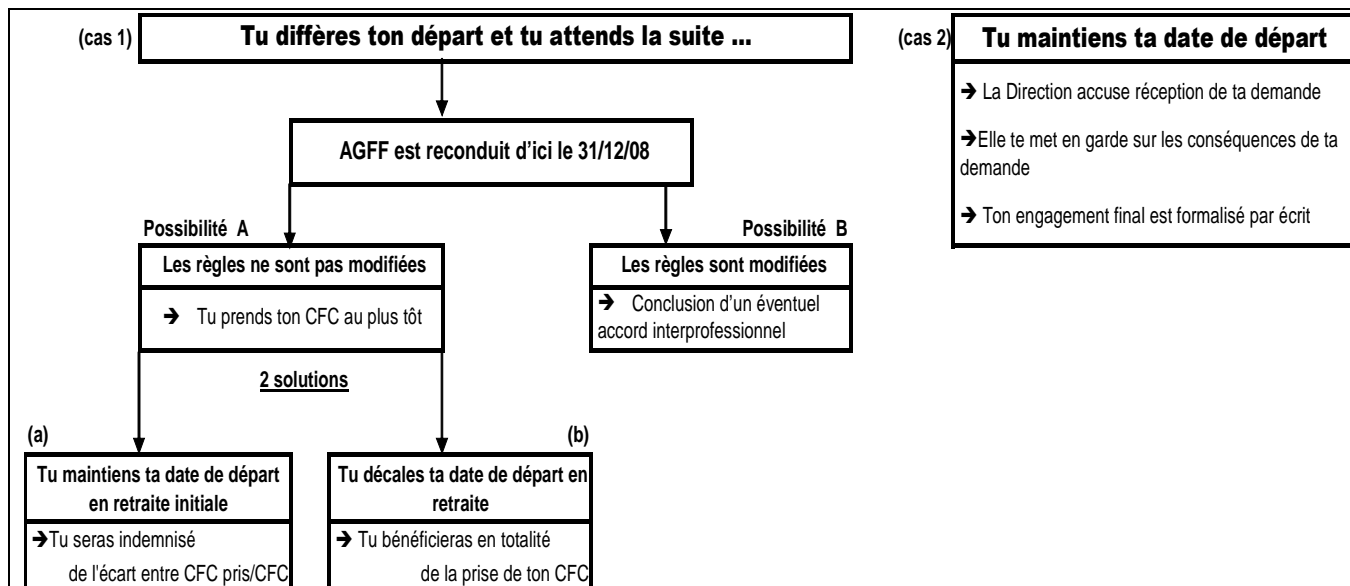 (cas 1)
Tu diffères ton départ et tu attends la suite ...
AGFF est reconduit d'ici le 31/12/08
Possibilité A
Les règles ne sont pas modifiées
➔ Tu prends ton CFC au plus tôt
2 solutions
(a)
Tu maintiens ta date de départ
en retraite initiale
➔Tu seras indemnisé
de l'écart entre CFC pris/CFC
(b)
Tu décales ta date de départ en
retraite
➔ Tu bénéficieras en totalité
de la prise de ton CFC
Possibilité B
Les règles sont modifiées
➔ Conclusion d'un éventuel
accord interprofessionnel
(cas 2)
Tu maintiens ta date de départ
➔ La Direction accuse réception de ta demande
➔Elle te met en garde sur les conséquences de ta
demande
➔ Ton engagement final est formalisé par écrit